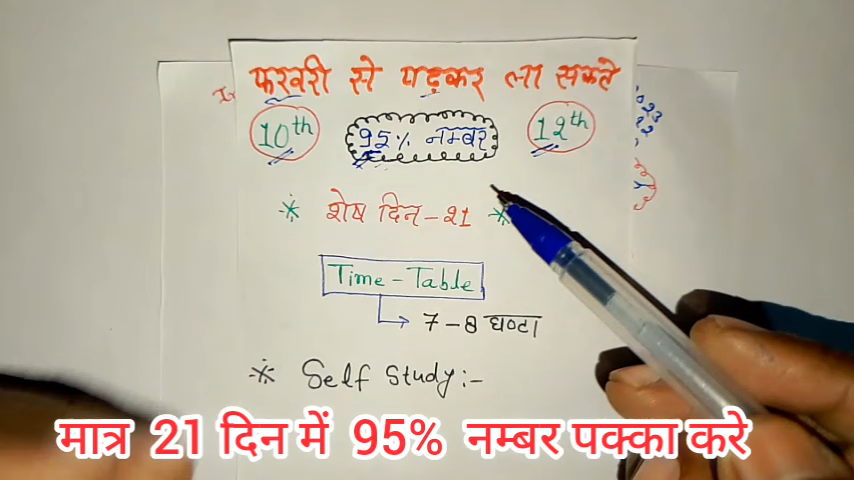 फरवरी से पढ़कर ला सकते
10th 95% नम्बर 12th
* शेष दिन - 21 *
Time-Table
7-8 घण्टा
* Self Study:-
मात्र 21 दिन में 95% नम्बर पक्का करे